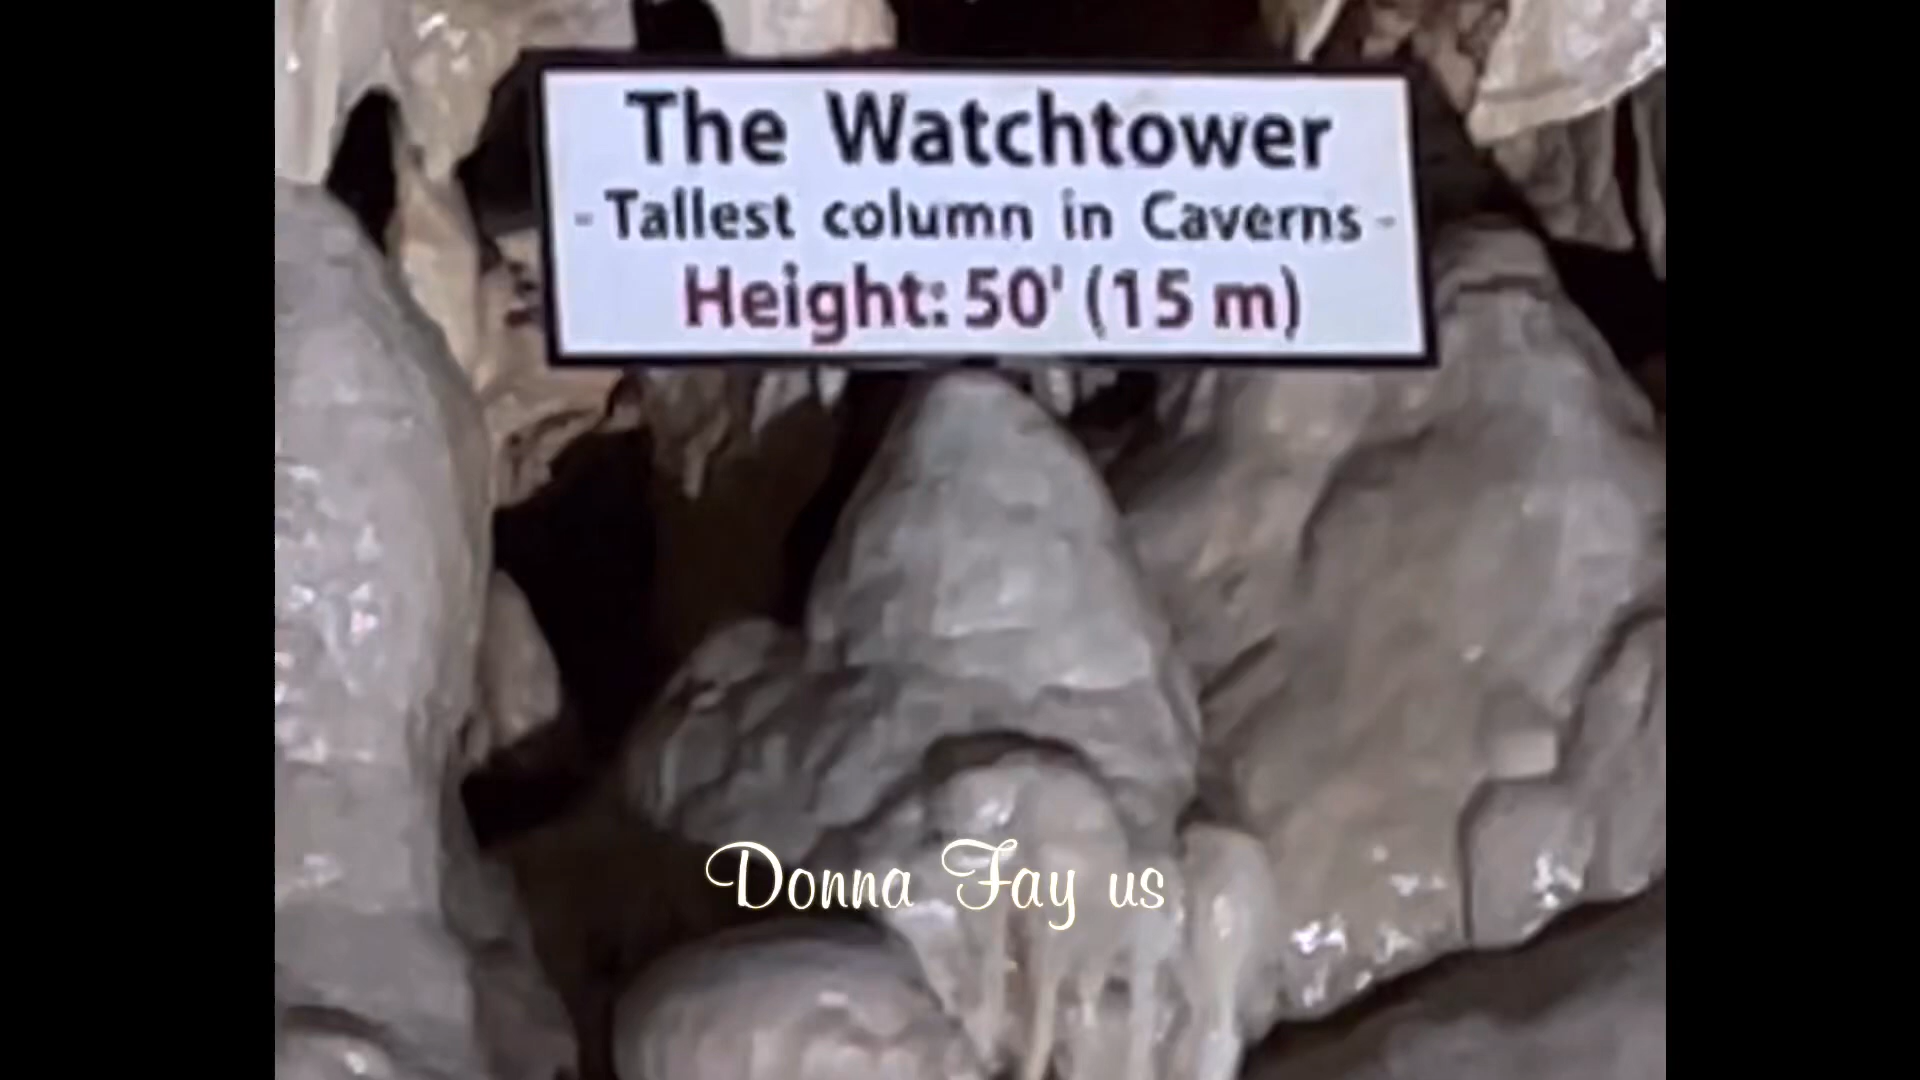 The Watchtower
- Tallest column in Caverns -
Height: 50' (15 m)
Donna Fay us